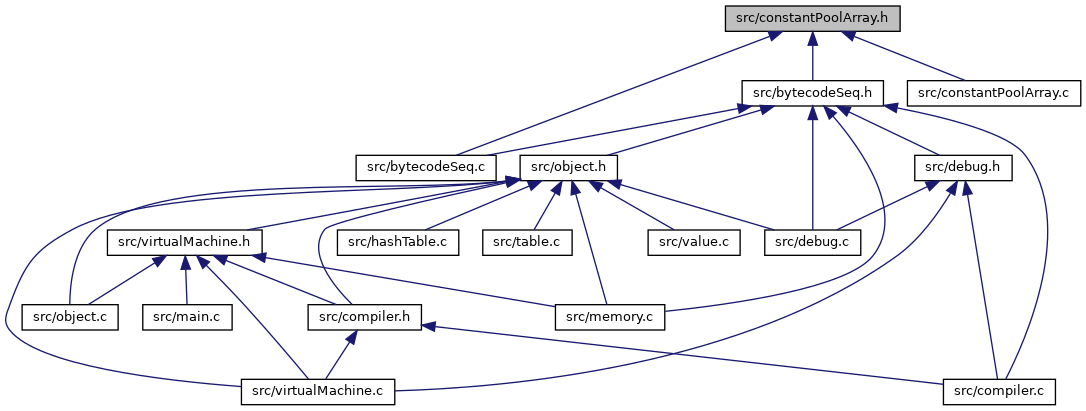 src/constantPoolArray.h
src/bytecodeSeq.h
src/constantPoolArray.c
src/bytecodeSeq.c
src/object.h
src/debug.h
src/virtualMachine.h
src/hashTable.c
src/table.c
src/value.c
src/debug.c
src/object.c
src/main.c
src/compiler.h
src/memory.c
src/virtualMachine.c
src/compiler.c